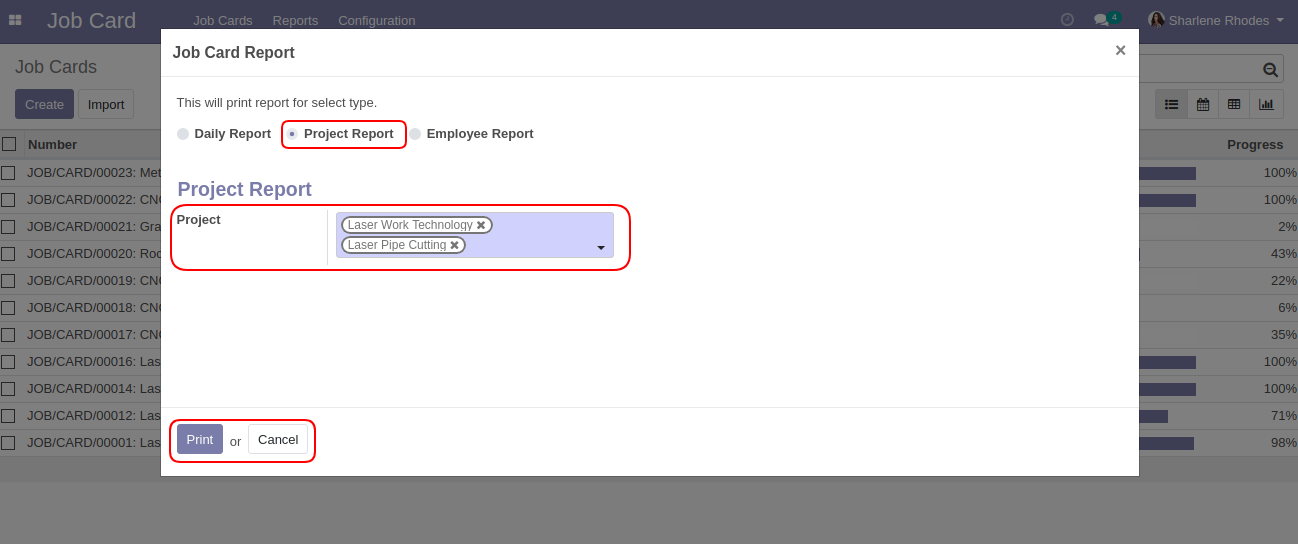 Job Card Job Cards Reports Configuration 4 Sharlene Rhodes
Job Card Report ×
Job Cards
This will print report for select type.
Create Import
Daily Report Project Report Employee Report
Number Progress
JOB/CARD/00023: Met 100%
Project Report
JOB/CARD/00022: CNC 100%
Project Laser Work Technology ✖
JOB/CARD/00021: Gra 2%
Laser Pipe Cutting ✖
JOB/CARD/00020: Roo 43%
JOB/CARD/00019: CNC 22%
JOB/CARD/00018: CNC 6%
JOB/CARD/00017: CNC 35%
JOB/CARD/00016: Las 100%
JOB/CARD/00014: Las 100%
JOB/CARD/00012: Las 71%
Print or Cancel
JOB/CARD/00001: Las 98%